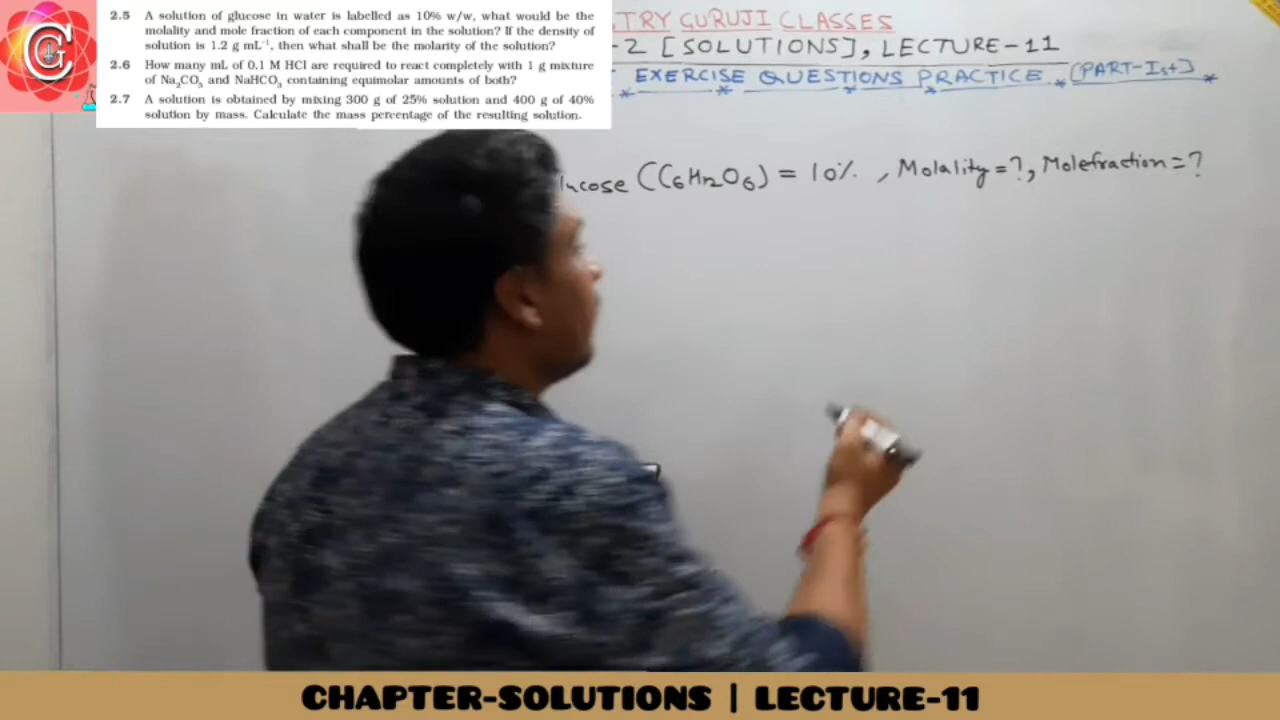 2.5 A solution of glucose in water is labelled as 10% w/w, what would be the
molality and mole fraction of each component in the solution? If the density of
solution is 1.2 g mL⁻¹, then what shall be the molarity of the solution?
2.6 How many mL of 0.1 M HCl are required to react completely with 1 g mixture
of Na₂CO₃ and NaHCO₃ containing equimolar amounts of both?
2.7 A solution is obtained by mixing 300 g of 25% solution and 400 g of 40%
solution by mass. Calculate the mass percentage of the resulting solution.
TRY GURUJI CLASSES
-2 [SOLUTIONS], LECTURE-11
EXERCISE QUESTIONS PRACTICE (PART-Ist]
ucose (C₆H₁₂O₆) = 10% , Molality=?, Molefraction=?
CHAPTER-SOLUTIONS | LECTURE-11